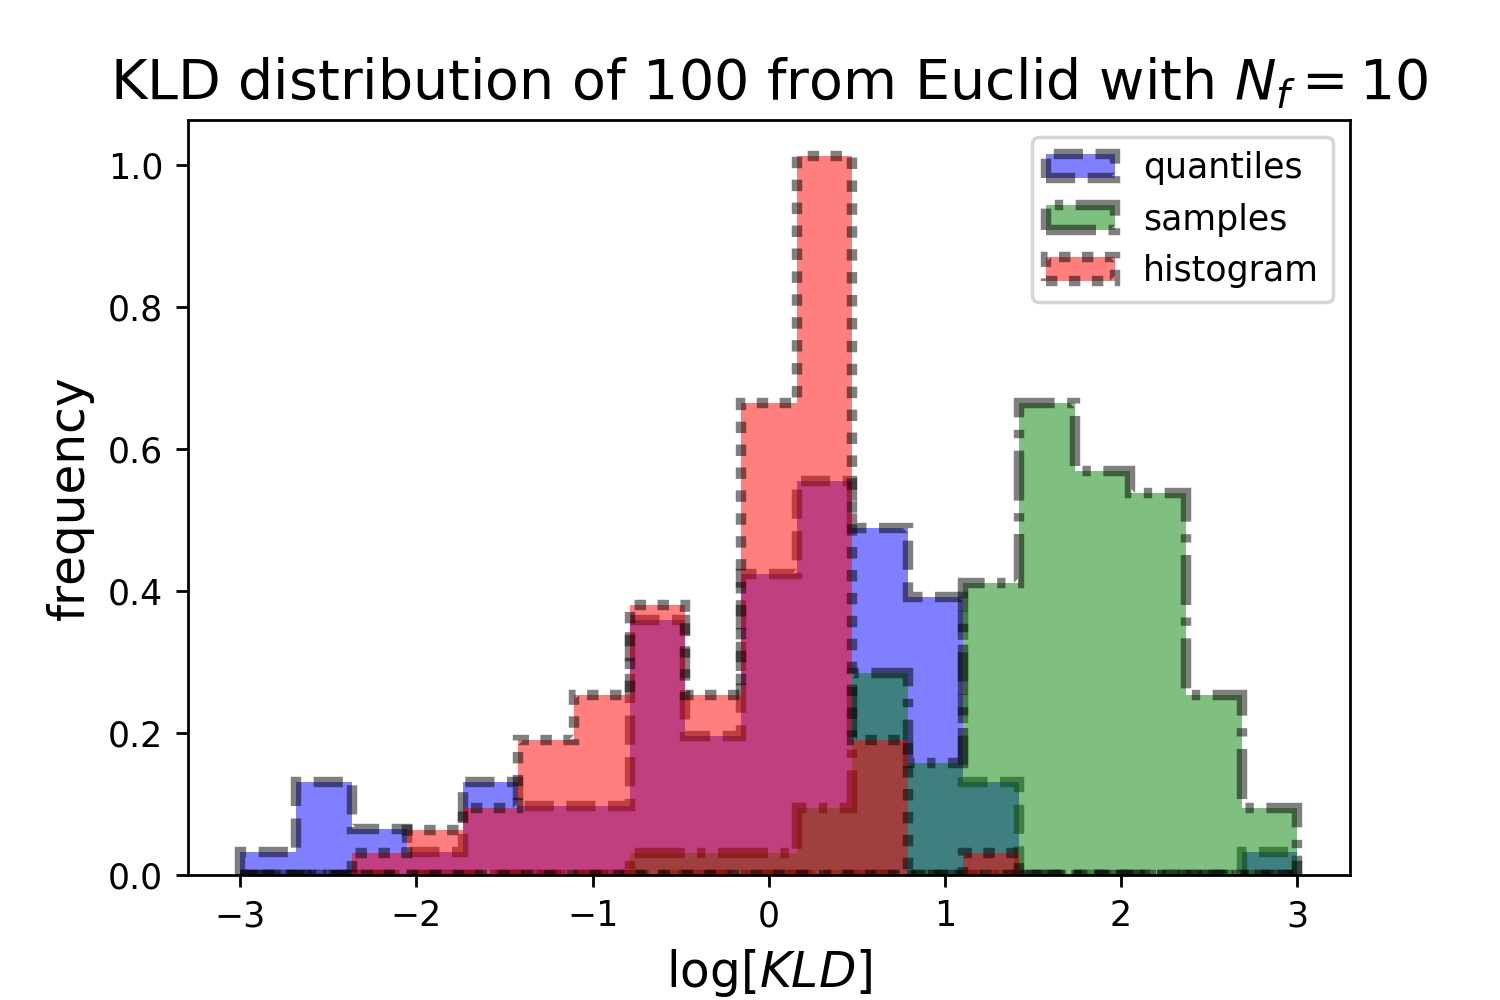 KLD distribution of 100 from Euclid with N_f = 10
1.0
0.8
0.6
0.4
0.2
0.0
frequency
quantiles
samples
histogram
−3 −2 −1 0 1 2 3
log[KLD]